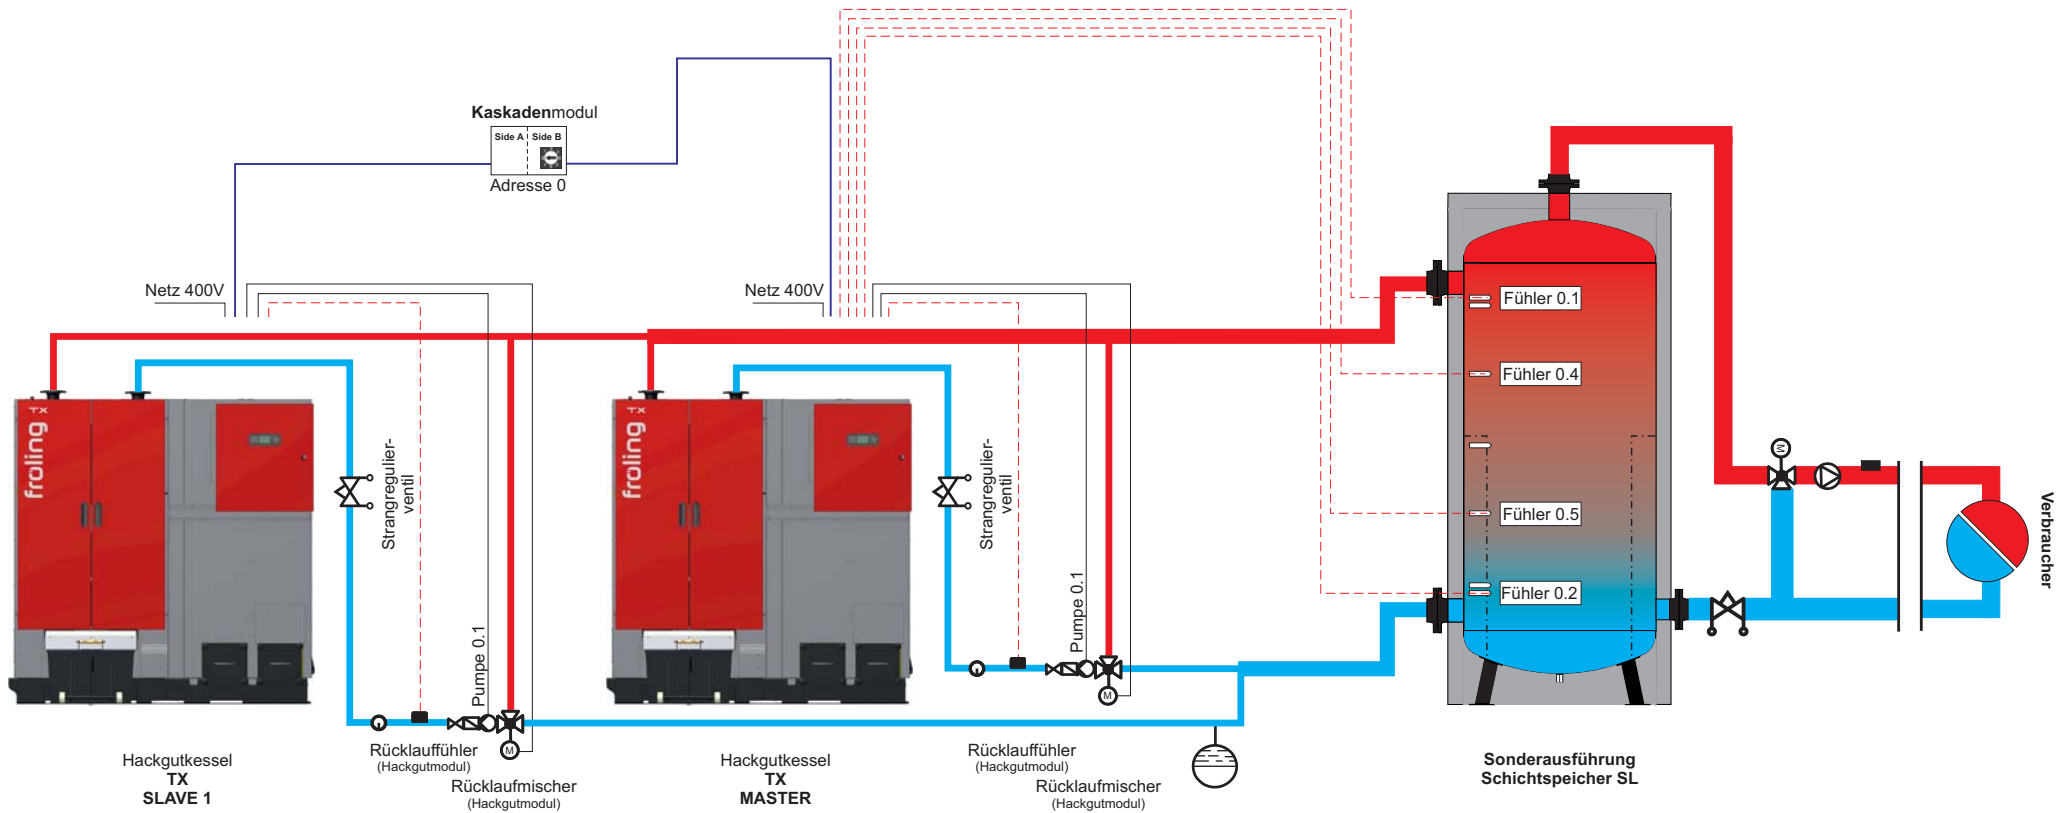 Kaskadenmodul
Side A
Side B
Adresse 0
Netz 400V
Netz 400V
Fühler 0.1
Fühler 0.4
Fühler 0.5
Fühler 0.2
TX
fröling
TX
fröling
Strangregulier-
ventil
Strangregulier-
ventil
Pumpe 0.1
Pumpe 0.1
M
M
M
Verbraucher
Rücklauffühler
(Hackgutmodul)
Rücklaufmischer
(Hackgutmodul)
Rücklauffühler
(Hackgutmodul)
Rücklaufmischer
(Hackgutmodul)
Hackgutkessel
TX
SLAVE 1
Hackgutkessel
TX
MASTER
Sonderausführung
Schichtspeicher SL